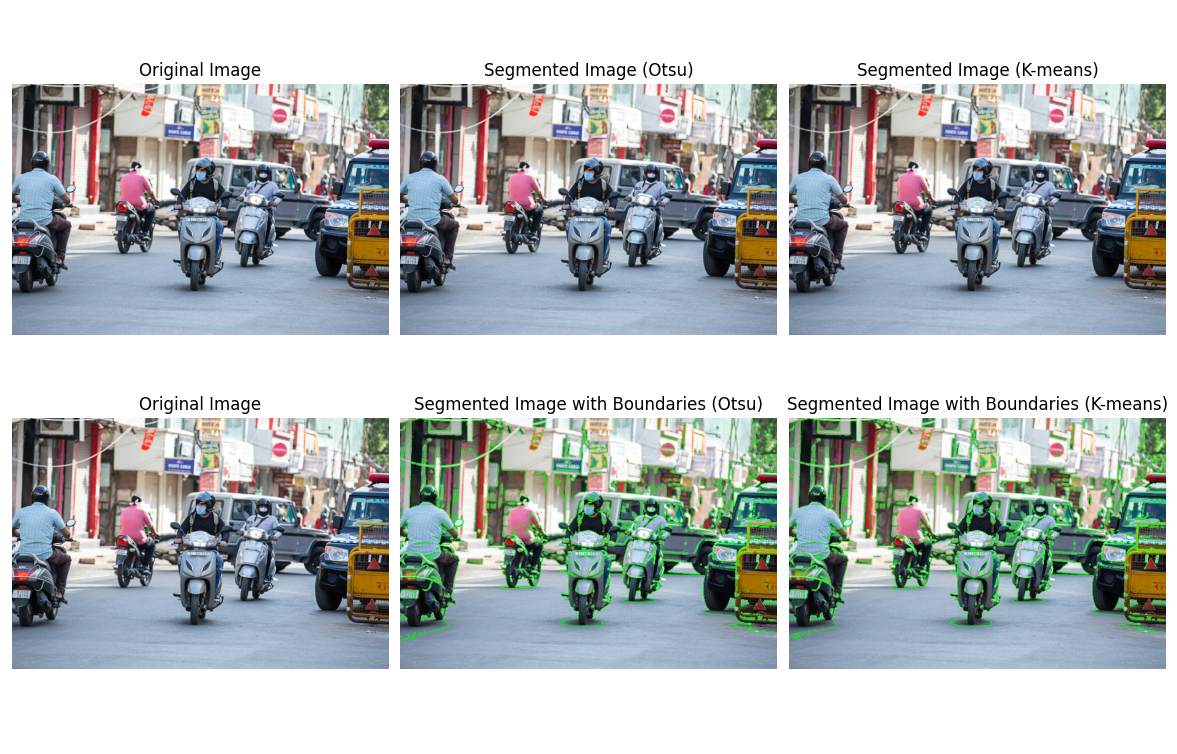 Original Image
Segmented Image (Otsu)
Segmented Image (K-means)
Original Image
Segmented Image with Boundaries (Otsu)
Segmented Image with Boundaries (K-means)